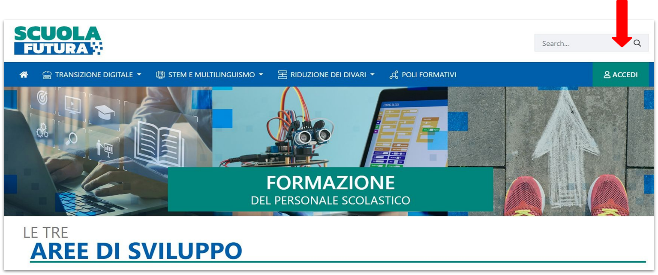 SCUOLA
FUTURA
Search...
TRANSIZIONE DIGITALE
STEM E MULTILINGUISMO
RIDUZIONE DEI DIVARI
POLI FORMATIVI
ACCEDI
FORMAZIONE
DEL PERSONALE SCOLASTICO
LE TRE
AREE DI SVILUPPO